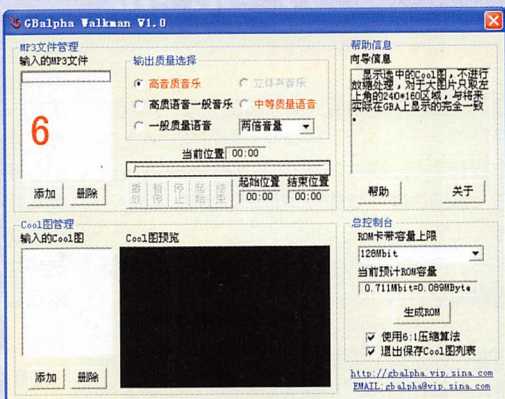 GBalpha Walkman V1.0
MP3文件管理
输入的MP3文件
6
添加 删除
输出质量选择
高音质音乐 立体声音乐
高质语音一般音乐 中等质量语音
一般质量语音 两倍音量
当前位置 00:00
播放 暂停 停止 起始 结束
起始位置 结束位置
00:00 00:00
帮助信息
向导信息
显示选中的Cool图，不进行
放缩处理，对于大图片只取左
上角的240*160区域，与将来
实际在GBA上显示的完全一致
。
帮助 关于
Cool图管理
输入的Cool图 Cool图预览
添加 删除
总控制台
ROM卡带容量上限
128Mbit
当前预计ROM容量
0.711Mbit=0.089MByte
生成ROM
使用6:1压缩算法
退出保存Cool图列表
http://gbalpha.vip.sina.com
EMAIL:gbalpha@vip.sina.com